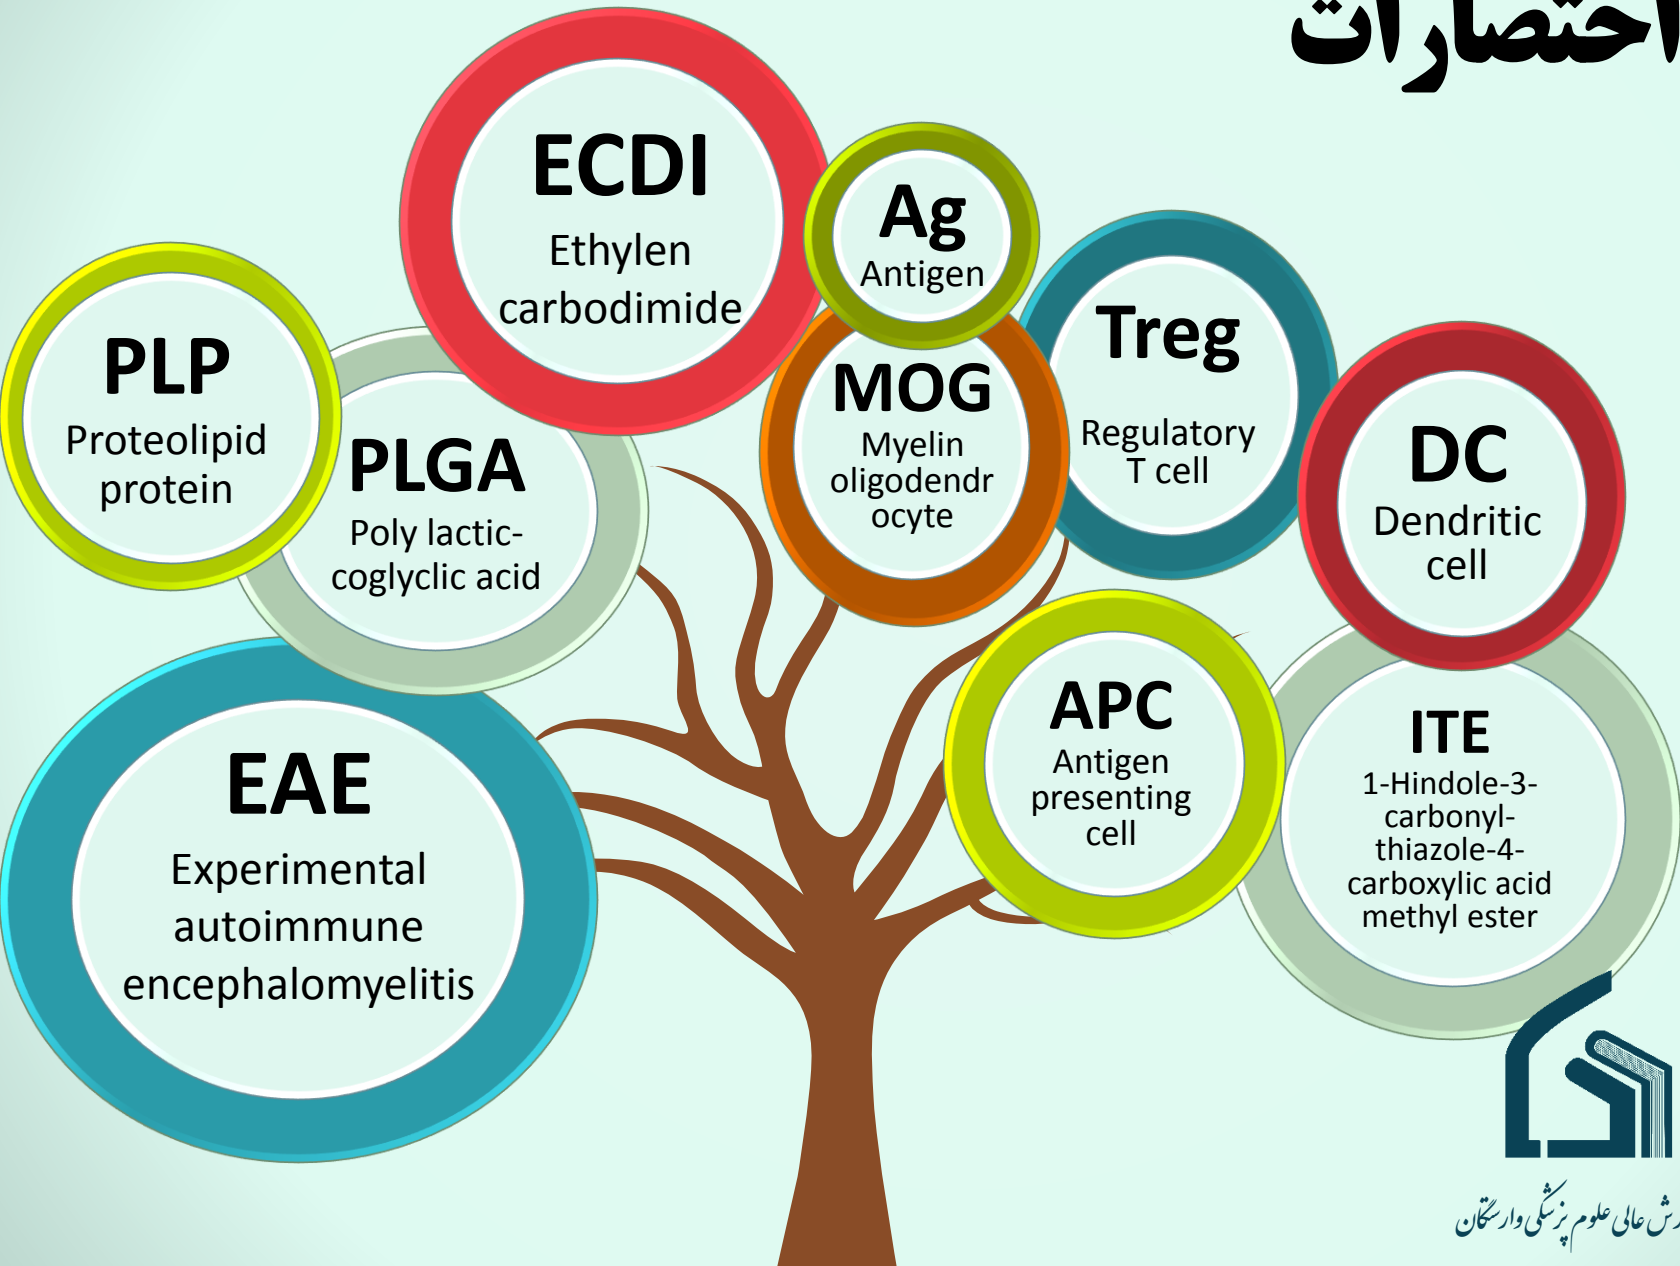 اختصارات
ECDI
Ethylen
carbodimide
Ag
Antigen
PLP
Proteolipid
protein
PLGA
Poly lactic-
coglyclic acid
MOG
Myelin
oligodendr
ocyte
Treg
Regulatory
T cell
DC
Dendritic
cell
EAE
Experimental
autoimmune
encephalomyelitis
APC
Antigen
presenting
cell
ITE
1-Hindole-3-
carbonyl-
thiazole-4-
carboxylic acid
methyl ester
عالی علوم پزشکی وارستگان